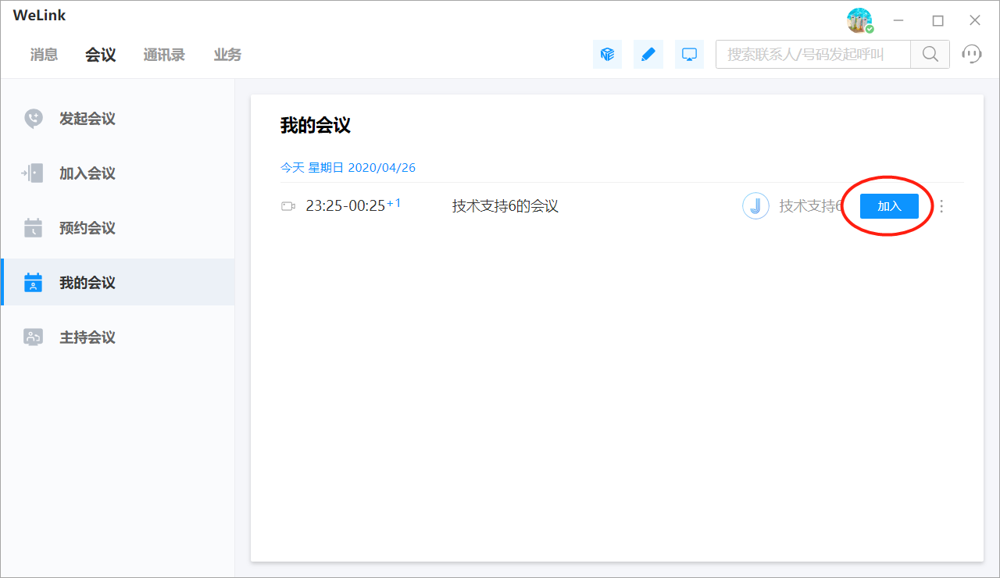 WeLink
消息 会议 通讯录 业务
搜索联系人/号码发起呼叫
发起会议
加入会议
预约会议
我的会议
主持会议
我的会议
今天 星期日 2020/04/26
23:25-00:25+1 技术支持6的会议 技术支持6 加入